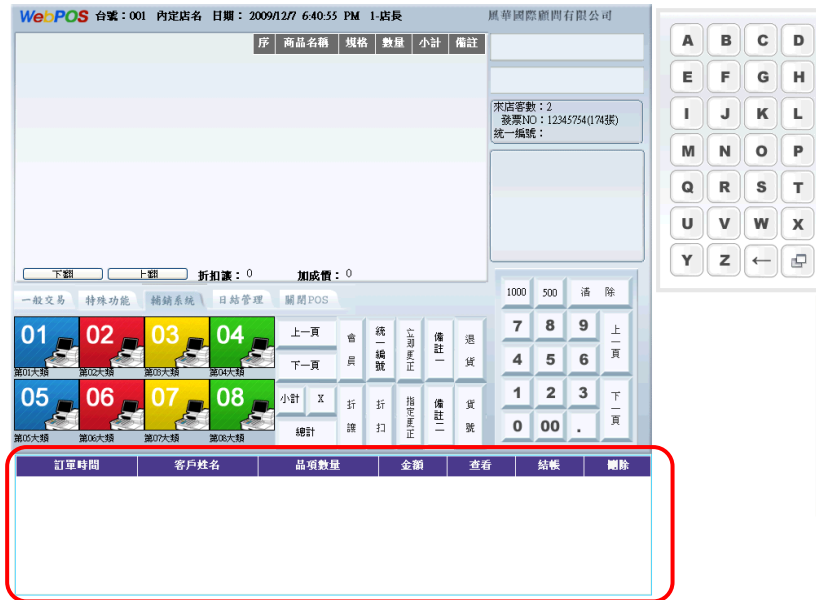 WebPOS 台號：001 內定店名 日期： 2009/12/7 6:40:55 PM 1-店長 風華國際顧問有限公司
序 商品名稱 規格 數量 小計 備註
來店客數：2
發票NO：12345754(174張)
統一編號：
下翻 上翻 折扣讓： 0 加成價： 0
一般交易 特殊功能 補銷系統 日結管理 關閉POS
01 02 03 04
第01大類 第02大類 第03大類 第04大類
05 06 07 08
第05大類 第06大類 第07大類 第08大類
上一頁
下一頁
小計 X
總計
會員 統一編號 立即更正 備註一 退貨
折讓 折扣 指定更正 備註二 貨號
1000 500 清 除
7 8 9 上一頁
4 5 6
1 2 3 下一頁
0 00 .
A B C D
E F G H
I J K L
M N O P
Q R S T
U V W X
Y Z ←
訂單時間 客戶姓名 品項數量 金額 查看 結帳 刪除